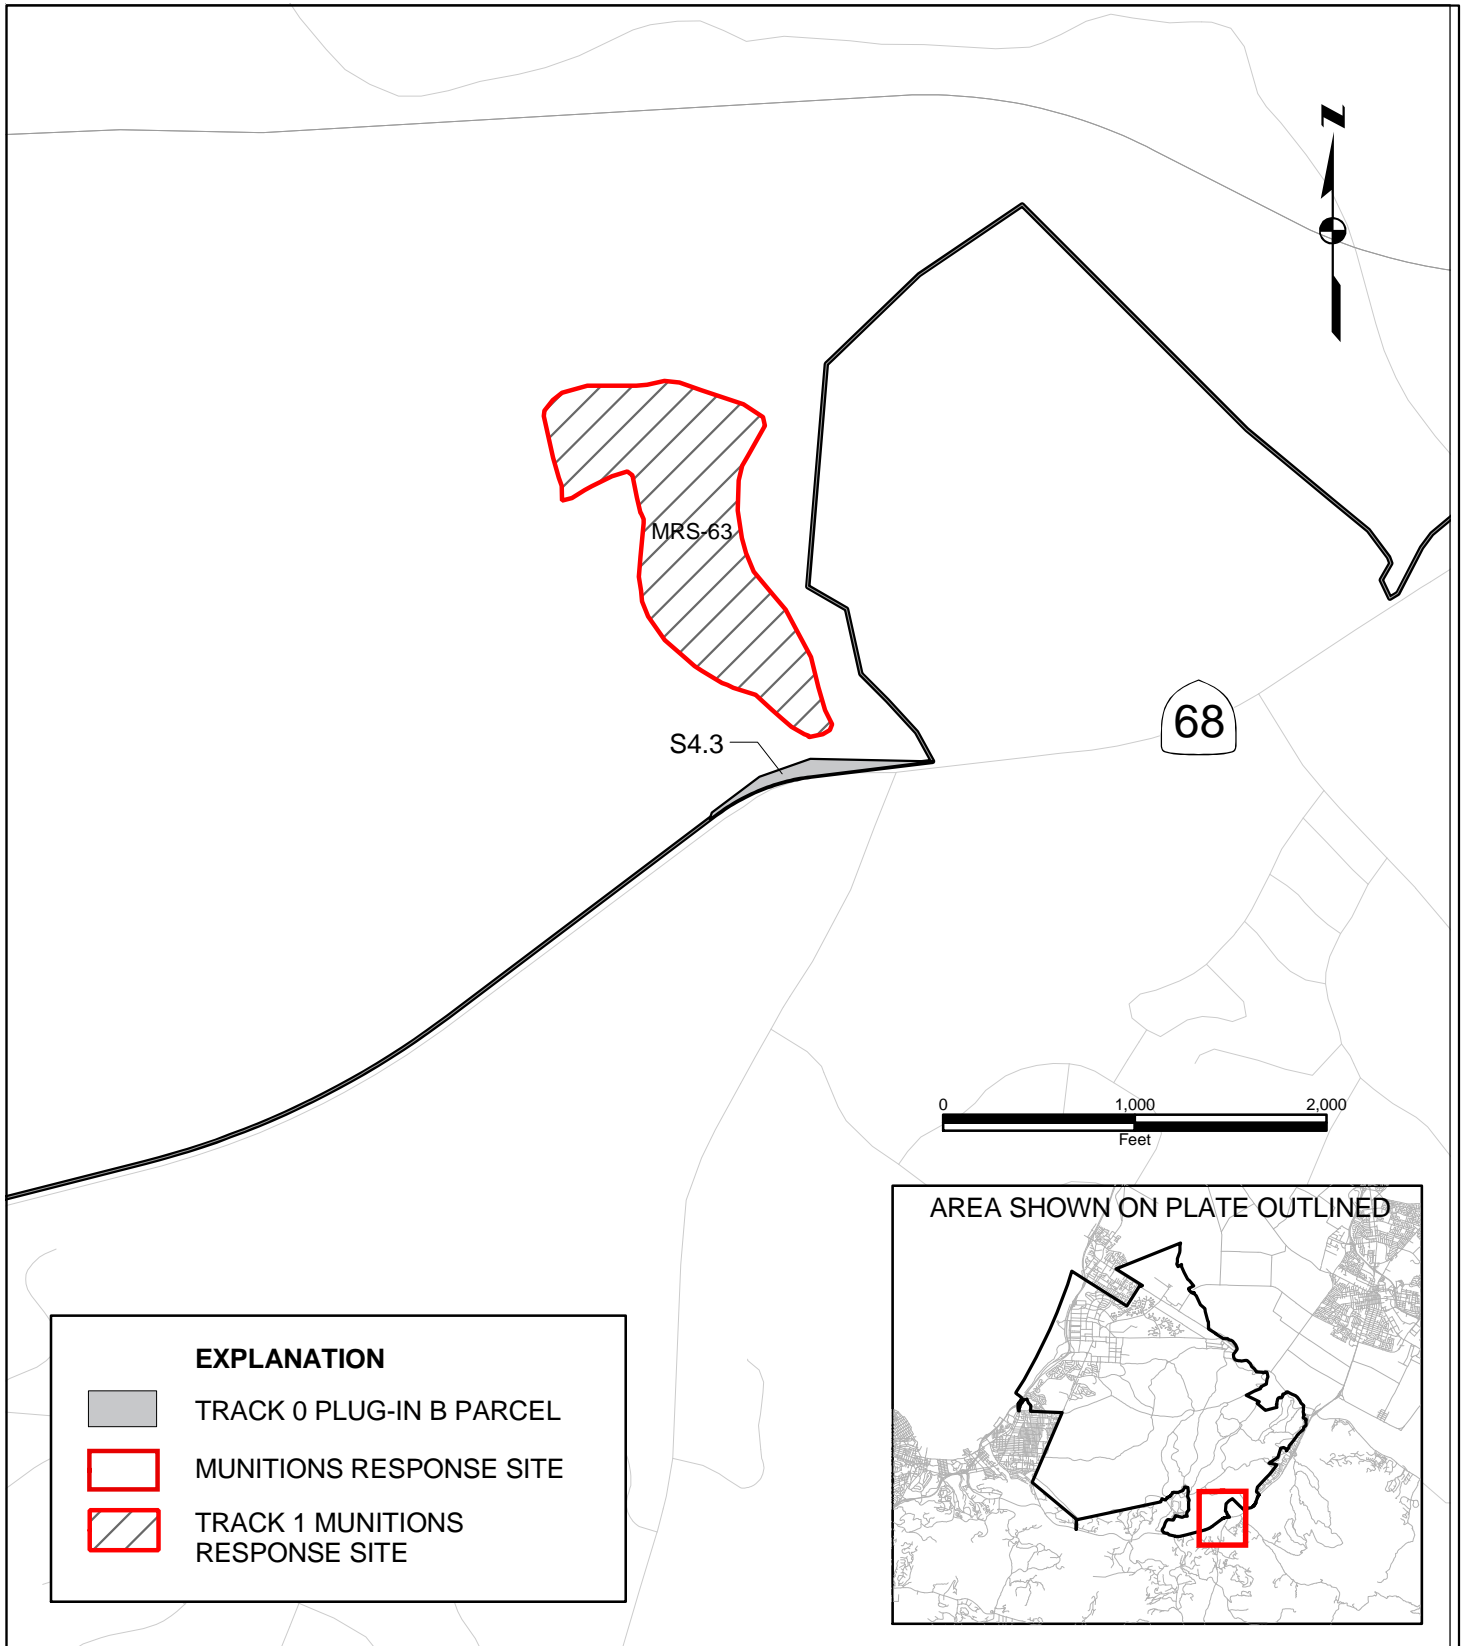 N
MRS-63
S4.3
68
0 1,000 2,000
Feet
AREA SHOWN ON PLATE OUTLINED
EXPLANATION
TRACK 0 PLUG-IN B PARCEL
MUNITIONS RESPONSE SITE
TRACK 1 MUNITIONS
RESPONSE SITE